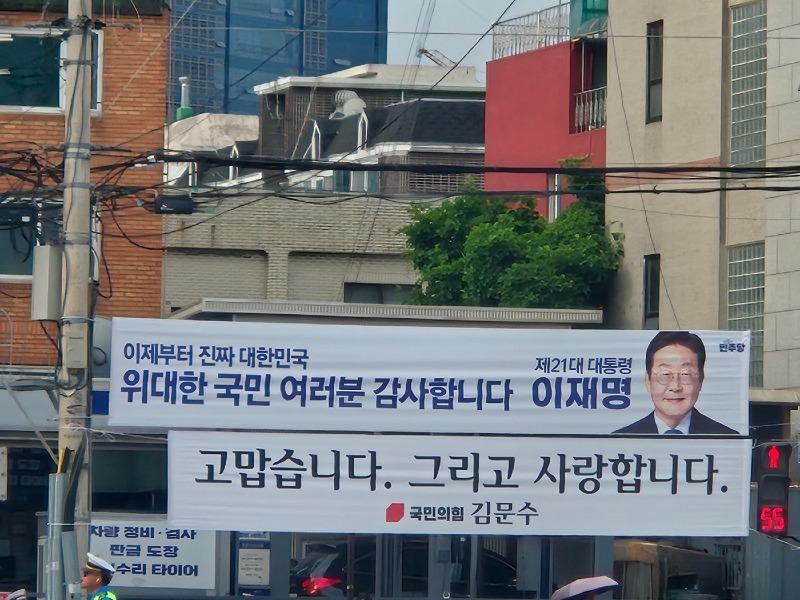 이제부터 진짜 대한민국
위대한 국민 여러분 감사합니다
제21대 대통령
이재명
민주당
고맙습니다. 그리고 사랑합니다.
국민의힘 김문수
55
차량 정비·검사
판금 도장
수리 타이어